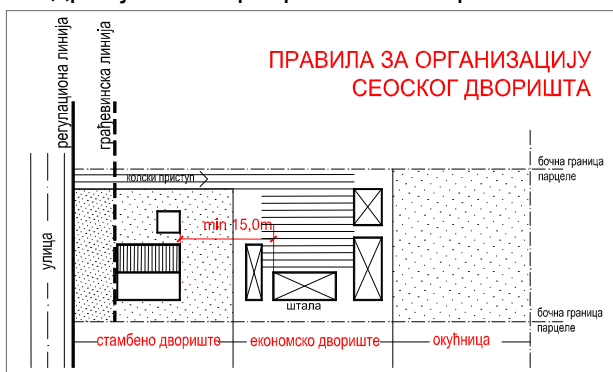 ПРАВИЛА ЗА ОРГАНИЗАЦИЈУ
СЕОСКОГ ДВОРИШТА
регулациона линија
грађевинска линија
бочна граница
парцеле
колски приступ
min 15,0m
улица
штала
бочна граница
парцеле
стамбено двориште
економско двориште
окућница